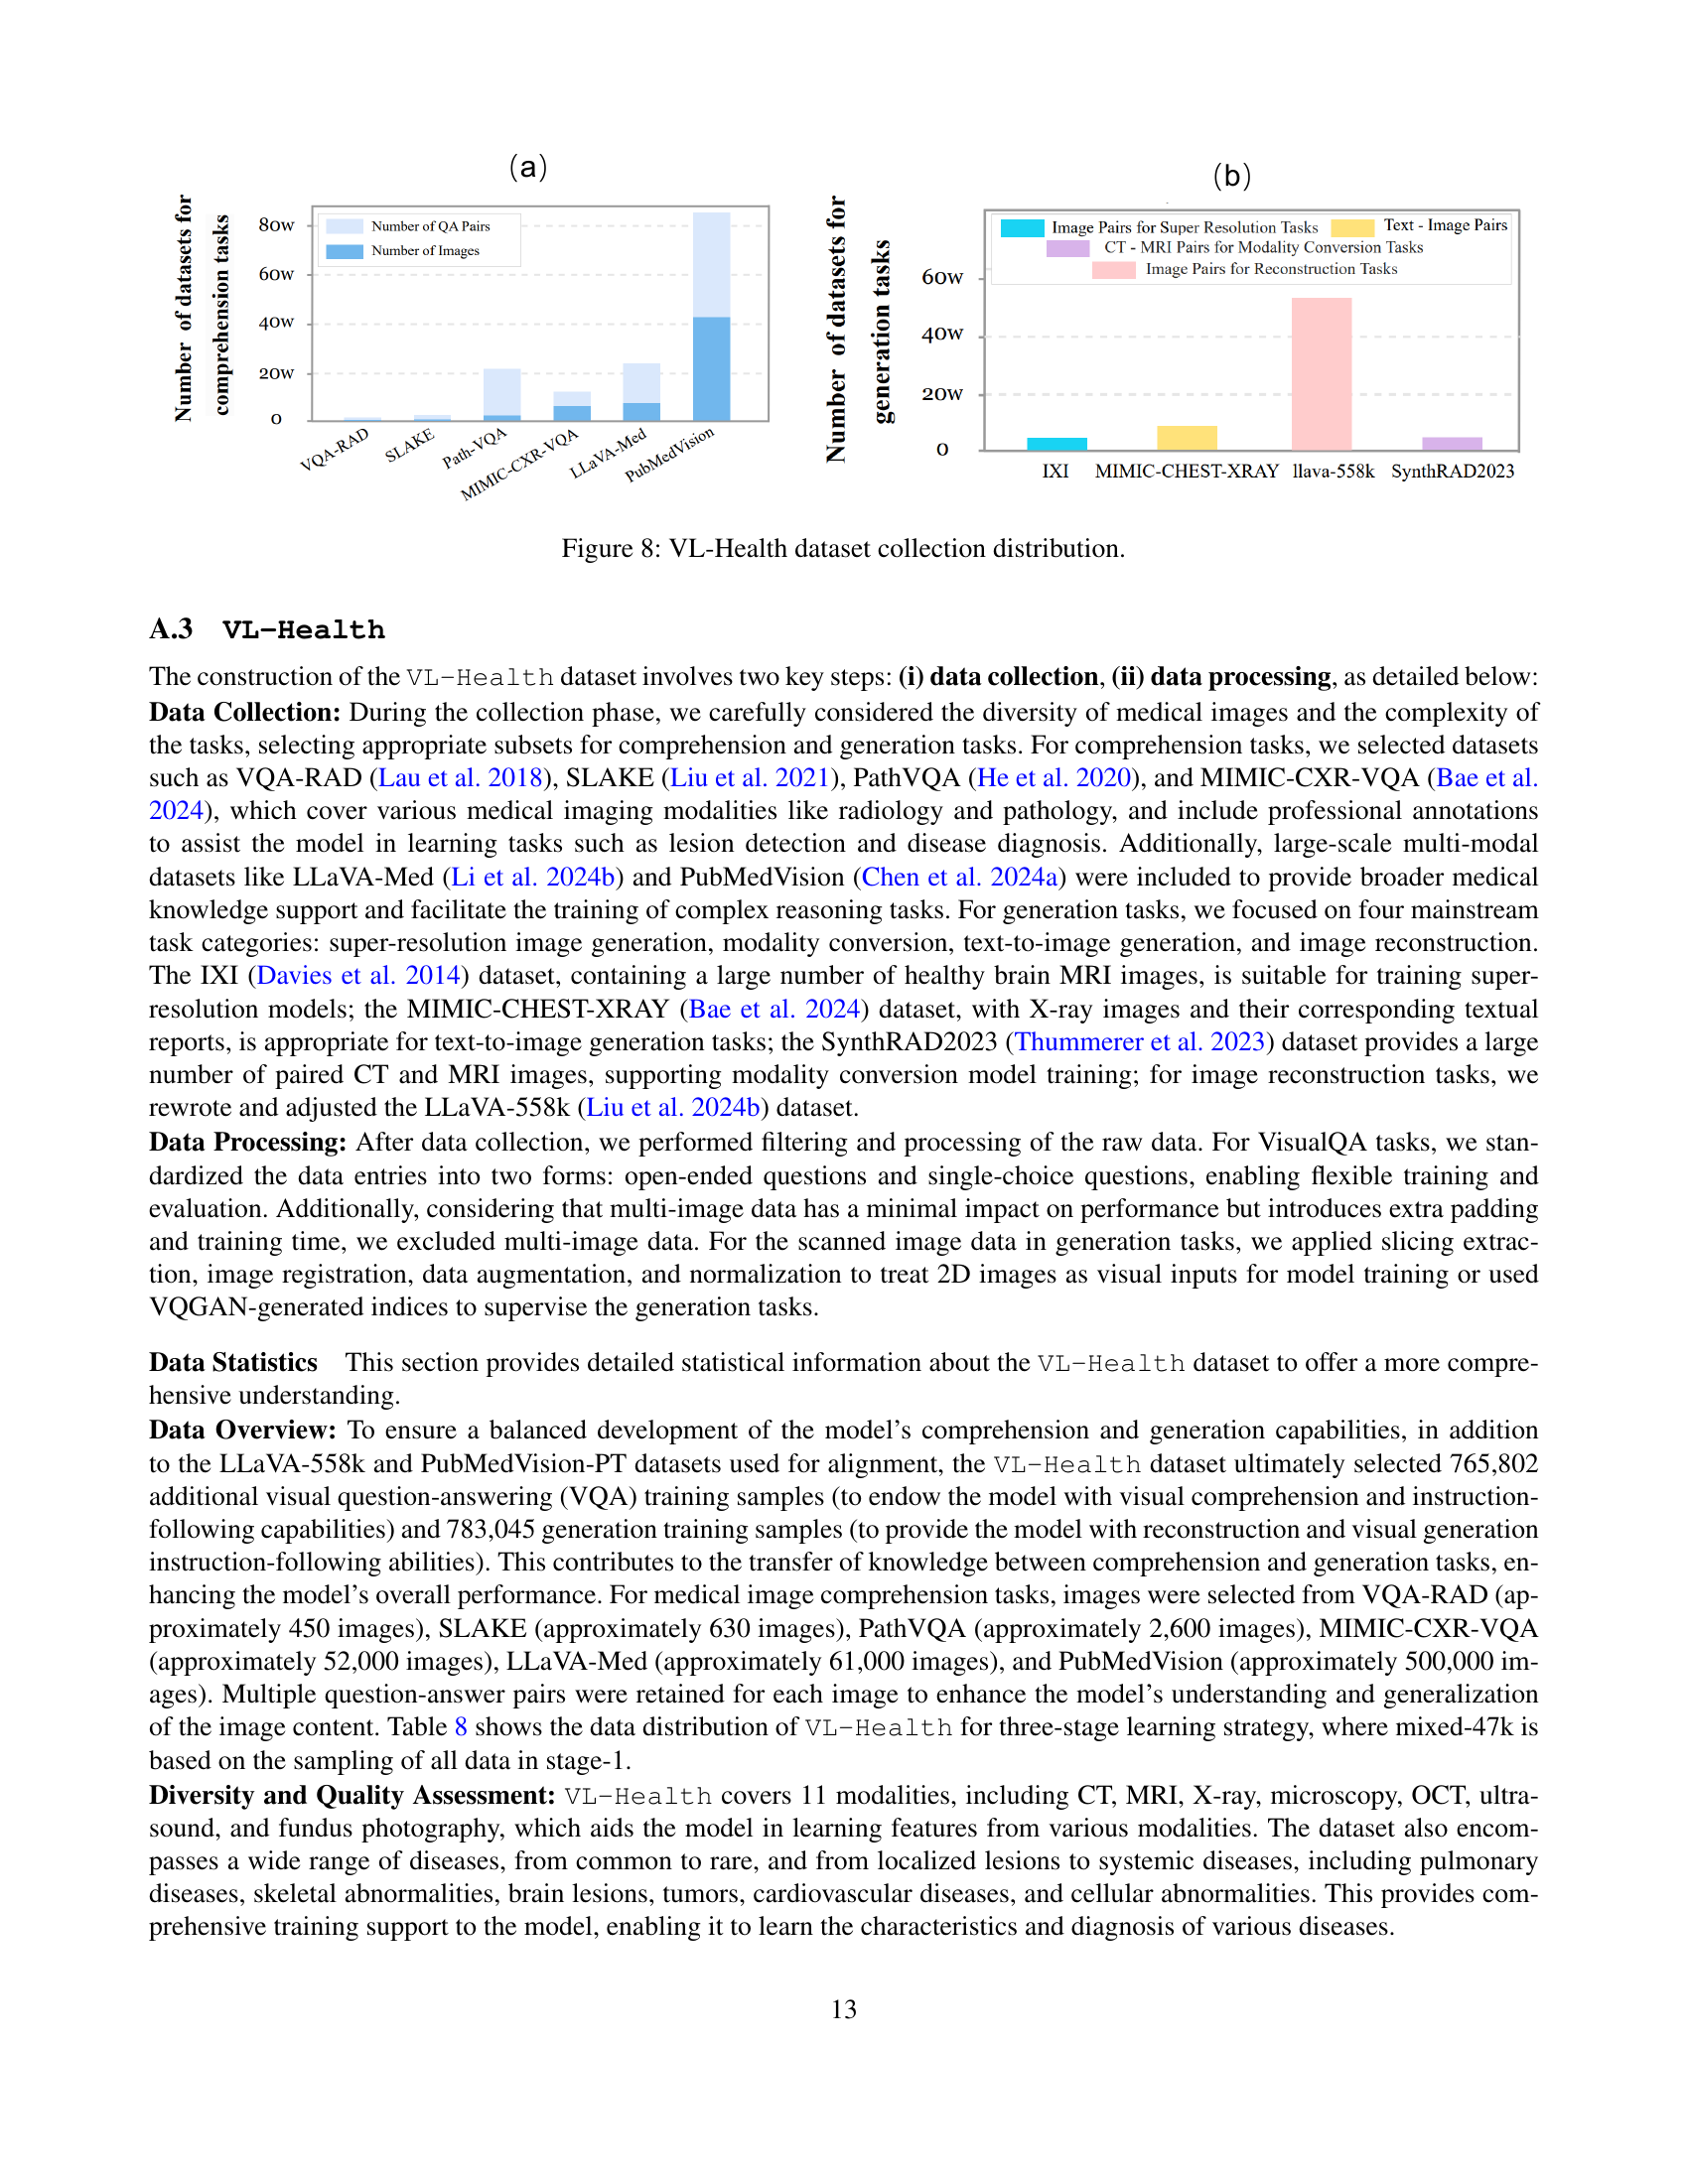 (a)
Number of datasets for
comprehension tasks
80w
60w
40w
20w
0
Number of QA Pairs
Number of Images
VQA-RAD
SLAKE
Path-VQA
MIMIC-CXR-VQA
LLaVA-Med
PubMedVision
(b)
Number of datasets for
generation tasks
60w
40w
20w
0
Image Pairs for Super Resolution Tasks
Text - Image Pairs
CT - MRI Pairs for Modality Conversion Tasks
Image Pairs for Reconstruction Tasks
IXI
MIMIC-CHEST-XRAY
llava-558k
SynthRAD2023
Figure 8: VL-Health dataset collection distribution.
A.3 VL-Health
The construction of the VL-Health dataset involves two key steps: (i) data collection, (ii) data processing, as detailed below:
Data Collection: During the collection phase, we carefully considered the diversity of medical images and the complexity of
the tasks, selecting appropriate subsets for comprehension and generation tasks. For comprehension tasks, we selected datasets
such as VQA-RAD (Lau et al. 2018), SLAKE (Liu et al. 2021), PathVQA (He et al. 2020), and MIMIC-CXR-VQA (Bae et al.
2024), which cover various medical imaging modalities like radiology and pathology, and include professional annotations
to assist the model in learning tasks such as lesion detection and disease diagnosis. Additionally, large-scale multi-modal
datasets like LLaVA-Med (Li et al. 2024b) and PubMedVision (Chen et al. 2024a) were included to provide broader medical
knowledge support and facilitate the training of complex reasoning tasks. For generation tasks, we focused on four mainstream
task categories: super-resolution image generation, modality conversion, text-to-image generation, and image reconstruction.
The IXI (Davies et al. 2014) dataset, containing a large number of healthy brain MRI images, is suitable for training super-
resolution models; the MIMIC-CHEST-XRAY (Bae et al. 2024) dataset, with X-ray images and their corresponding textual
reports, is appropriate for text-to-image generation tasks; the SynthRAD2023 (Thummerer et al. 2023) dataset provides a large
number of paired CT and MRI images, supporting modality conversion model training; for image reconstruction tasks, we
rewrote and adjusted the LLaVA-558k (Liu et al. 2024b) dataset.
Data Processing: After data collection, we performed filtering and processing of the raw data. For VisualQA tasks, we stan-
dardized the data entries into two forms: open-ended questions and single-choice questions, enabling flexible training and
evaluation. Additionally, considering that multi-image data has a minimal impact on performance but introduces extra padding
and training time, we excluded multi-image data. For the scanned image data in generation tasks, we applied slicing extrac-
tion, image registration, data augmentation, and normalization to treat 2D images as visual inputs for model training or used
VQGAN-generated indices to supervise the generation tasks.
Data Statistics This section provides detailed statistical information about the VL-Health dataset to offer a more compre-
hensive understanding.
Data Overview: To ensure a balanced development of the model's comprehension and generation capabilities, in addition
to the LLaVA-558k and PubMedVision-PT datasets used for alignment, the VL-Health dataset ultimately selected 765,802
additional visual question-answering (VQA) training samples (to endow the model with visual comprehension and instruction-
following capabilities) and 783,045 generation training samples (to provide the model with reconstruction and visual generation
instruction-following abilities). This contributes to the transfer of knowledge between comprehension and generation tasks, en-
hancing the model's overall performance. For medical image comprehension tasks, images were selected from VQA-RAD (ap-
proximately 450 images), SLAKE (approximately 630 images), PathVQA (approximately 2,600 images), MIMIC-CXR-VQA
(approximately 52,000 images), LLaVA-Med (approximately 61,000 images), and PubMedVision (approximately 500,000 im-
ages). Multiple question-answer pairs were retained for each image to enhance the model's understanding and generalization
of the image content. Table 8 shows the data distribution of VL-Health for three-stage learning strategy, where mixed-47k is
based on the sampling of all data in stage-1.
Diversity and Quality Assessment: VL-Health covers 11 modalities, including CT, MRI, X-ray, microscopy, OCT, ultra-
sound, and fundus photography, which aids the model in learning features from various modalities. The dataset also encom-
passes a wide range of diseases, from common to rare, and from localized lesions to systemic diseases, including pulmonary
diseases, skeletal abnormalities, brain lesions, tumors, cardiovascular diseases, and cellular abnormalities. This provides com-
prehensive training support to the model, enabling it to learn the characteristics and diagnosis of various diseases.
13